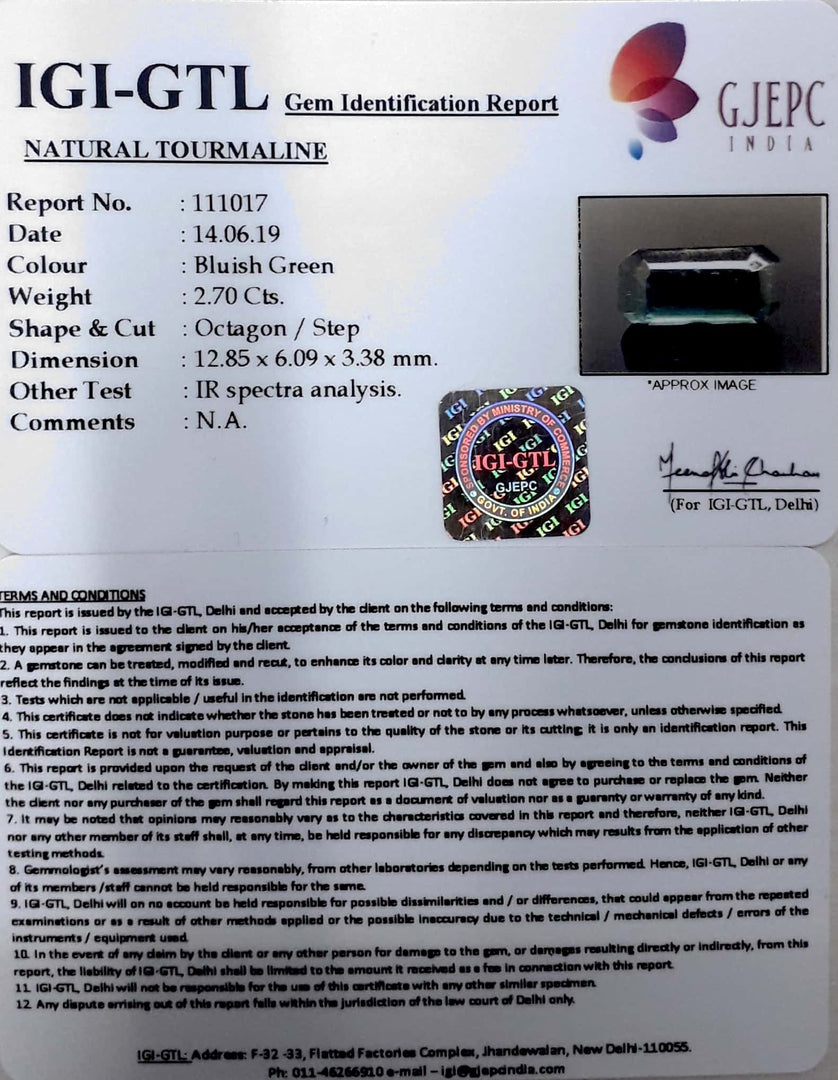 IGI-GTL Gem Identification Report
GJEPC
INDIA
NATURAL TOURMALINE
Report No. : 111017
Date : 14.06.19
Colour : Bluish Green
Weight : 2.70 Cts.
Shape & Cut : Octagon / Step
Dimension : 12.85 x 6.09 x 3.38 mm.
Other Test : IR spectra analysis.
Comments : N.A.
*APPROX IMAGE
SPONSORED BY MINISTRY OF COMMERCE
IGI-GTL
GJEPC
GOVT. OF INDIA
(For IGI-GTL, Delhi)
TERMS AND CONDITIONS
This report is issued by the IGI-GTL, Delhi and accepted by the client on the following terms and conditions:
1. This report is issued to the client on his/her acceptance of the terms and conditions of the IGI-GTL, Delhi for gemstone identification as
they appear in the agreement signed by the client.
2. A gemstone can be treated, modified and recut, to enhance its color and clarity at any time later. Therefore, the conclusions of this report
reflect the findings at the time of its issue.
3. Tests which are not applicable / useful in the identification are not performed.
4. This certificate does not indicate whether the stone has been treated or not to by any process whatsoever, unless otherwise specified.
5. This certificate is not for valuation purpose or pertains to the quality of the stone or its cutting; it is only an identification report. This
Identification Report is not a guarantee, valuation and appraisal.
6. This report is provided upon the request of the client and/or the owner of the gem and also by agreeing to the terms and conditions of
the IGI-GTL, Delhi related to the certification. By making this report IGI-GTL, Delhi does not agree to purchase or replace the gem. Neither
the client nor any purchaser of the gem shall regard this report as a document of valuation nor as a guaranty or warranty of any kind.
7. It may be noted that opinions may reasonably vary as to the characteristics covered in this report and therefore, neither IGI-GTL, Delhi
nor any other member of its staff shall, at any time, be held responsible for any discrepancy which may results from the application of other
testing methods.
8. Gemmologist's assessment may vary reasonably, from other laboratories depending on the tests performed. Hence, IGI-GTL, Delhi or any
of its members /staff cannot be held responsible for the same.
9. IGI-GTL, Delhi will on no account be held responsible for possible dissimilarities and / or differences, that could appear from the repeated
examinations or as a result of other methods applied or the possible inaccuracy due to the technical / mechanical defects / errors of the
instruments / equipment used.
10. In the event of any claim by the client or any other person for damage to the gem, or damages resulting directly or indirectly, from this
report, the liability of IGI-GTL, Delhi shall be limited to the amount it received as a fee in connection with this report.
11. IGI-GTL, Delhi will not be responsible for the use of this certificate with any other similar specimen.
12. Any dispute arrising out of this report falls within the jurisdiction of the law court of Delhi only.
IGI-GTL: Address: F-32 -33, Flatted Factories Complex, Jhandewalan, New Delhi-110055.
Ph: 011-46266910 e-mail – igi@gjepcindia.com